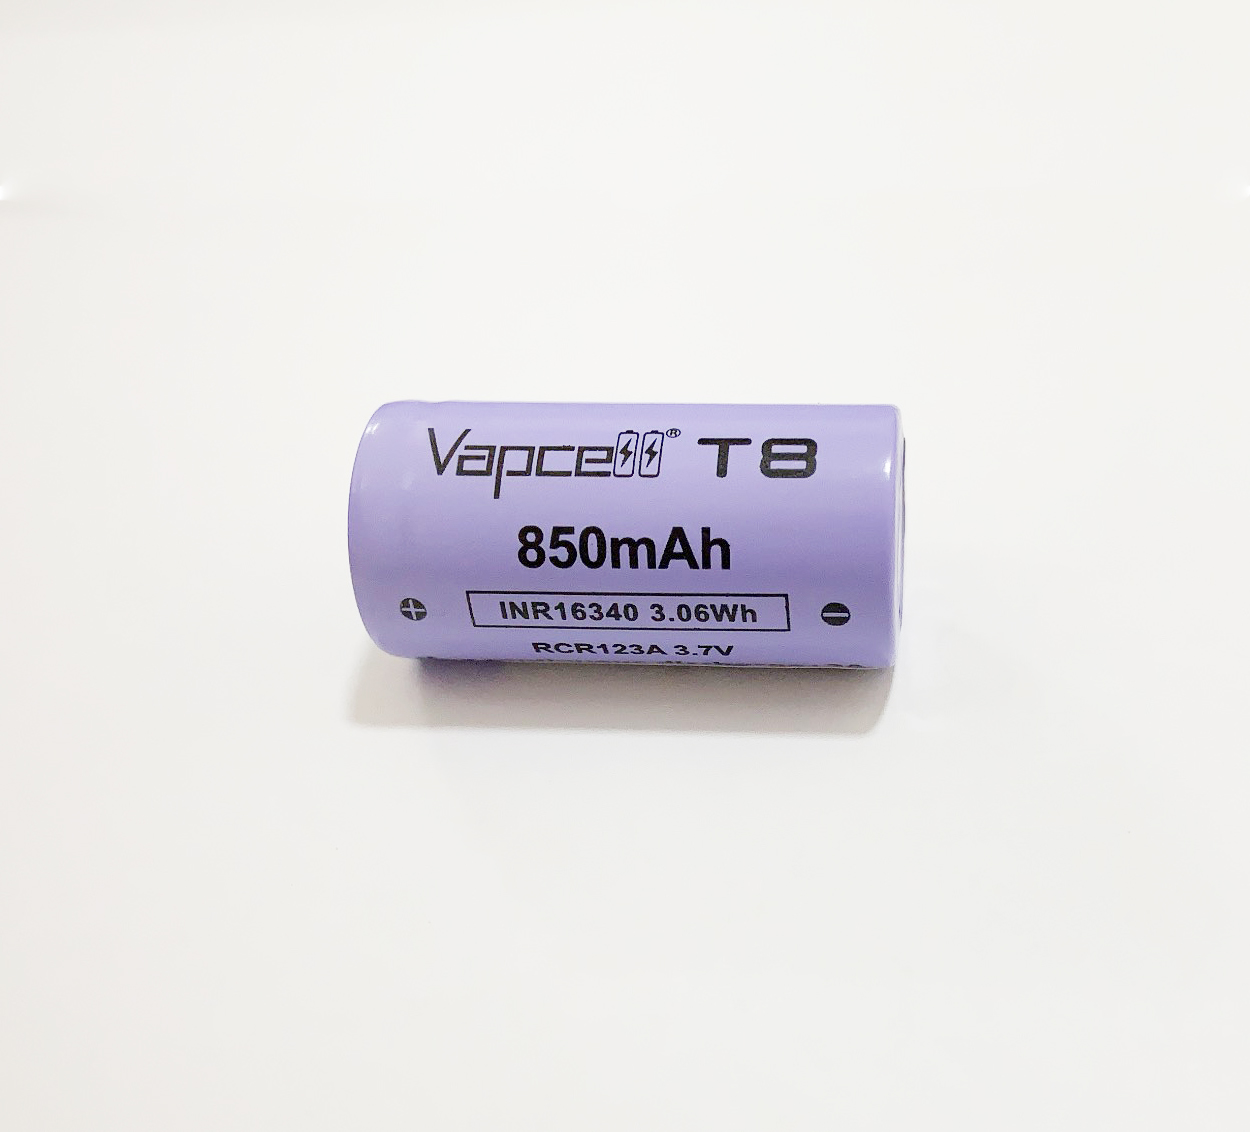 Vapcell® T8
850mAh
INR16340 3.06Wh
RCR123A 3.7V